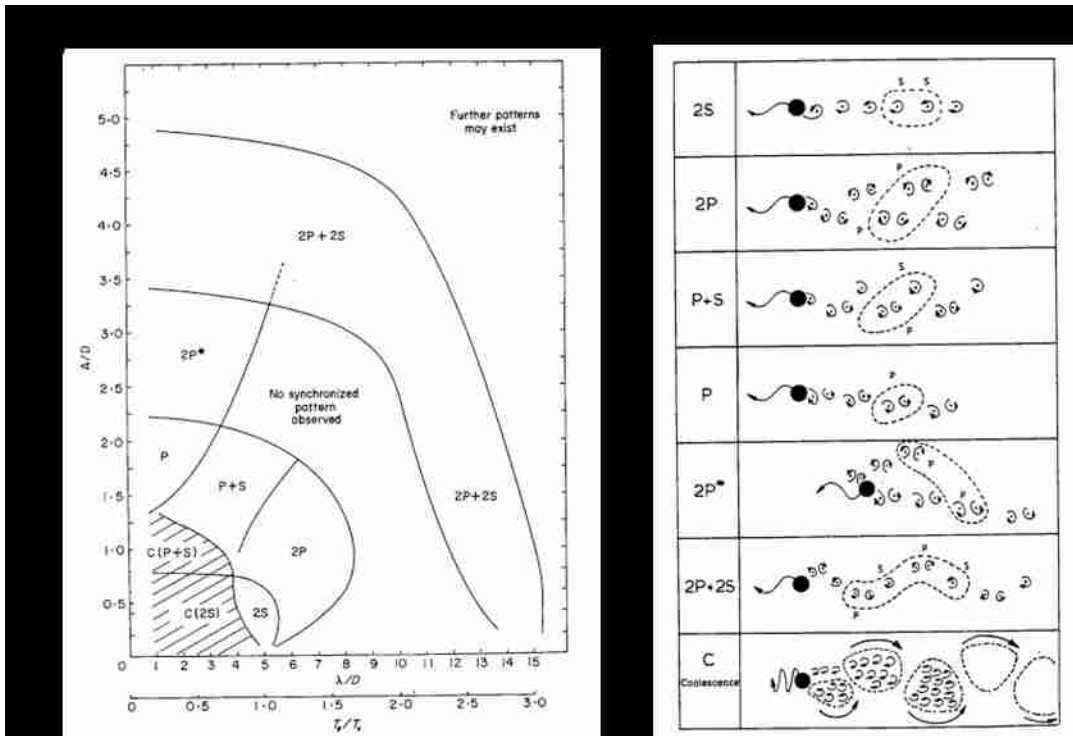 5·0
4·5
4·0
3·5
3·0
2·5
2·0
1·5
1·0
0·5
A/D
Further patterns
may exist
2P+2S
2P*
No synchronized
pattern
observed
P
P+S
2P+2S
C(P+S)
2P
C(2S)
2S
0 1 2 3 4 5 6 7 8 9 10 11 12 13 14 15
λ/D
0 0·5 1·0 1·5 2·0 2·5 3·0
2S
S S
2P
P
P
P+S
S
P
P
P
2P*
P
P
2P+2S
P
S
S
P
C
Coalescence